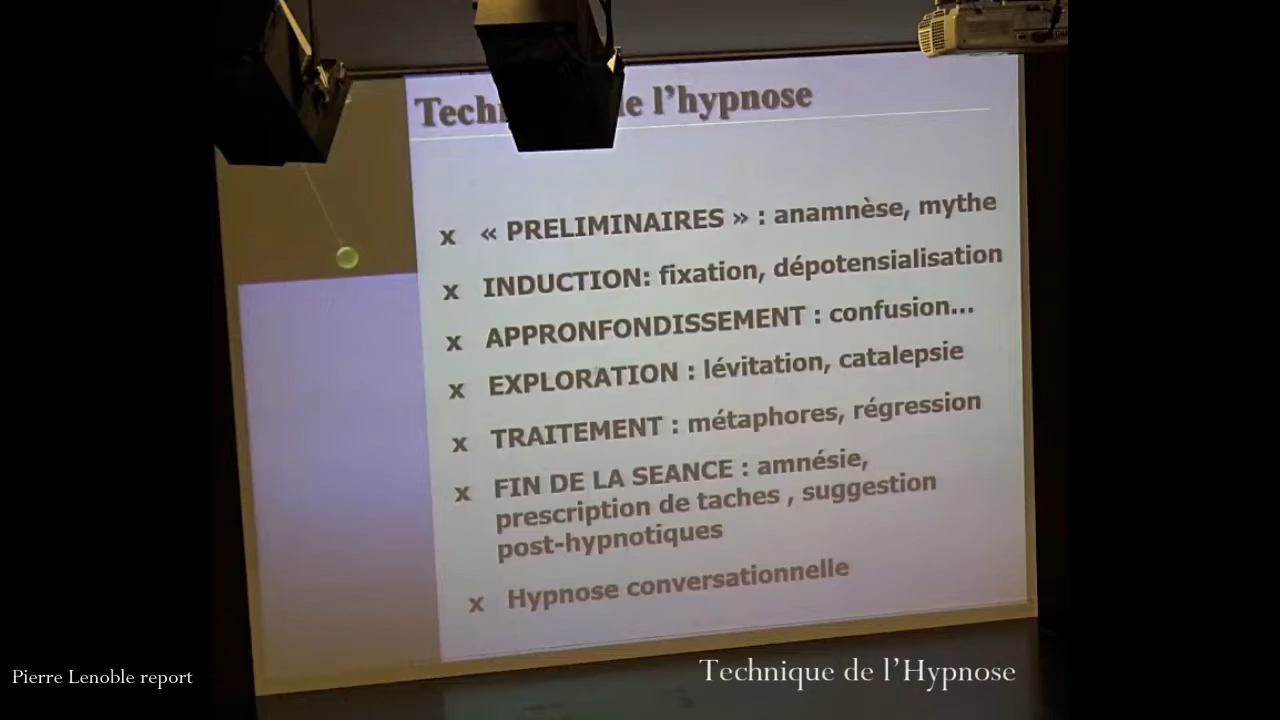 Technique de l'hypnose
x « PRELIMINAIRES » : anamnèse, mythe
x INDUCTION: fixation, dépotensialisation
x APPRONFONDISSEMENT : confusion...
x EXPLORATION : lévitation, catalepsie
x TRAITEMENT : métaphores, régression
x FIN DE LA SEANCE : amnésie,
prescription de taches , suggestion
post-hypnotiques
x Hypnose conversationnelle
Technique de l'Hypnose
Pierre Lenoble report